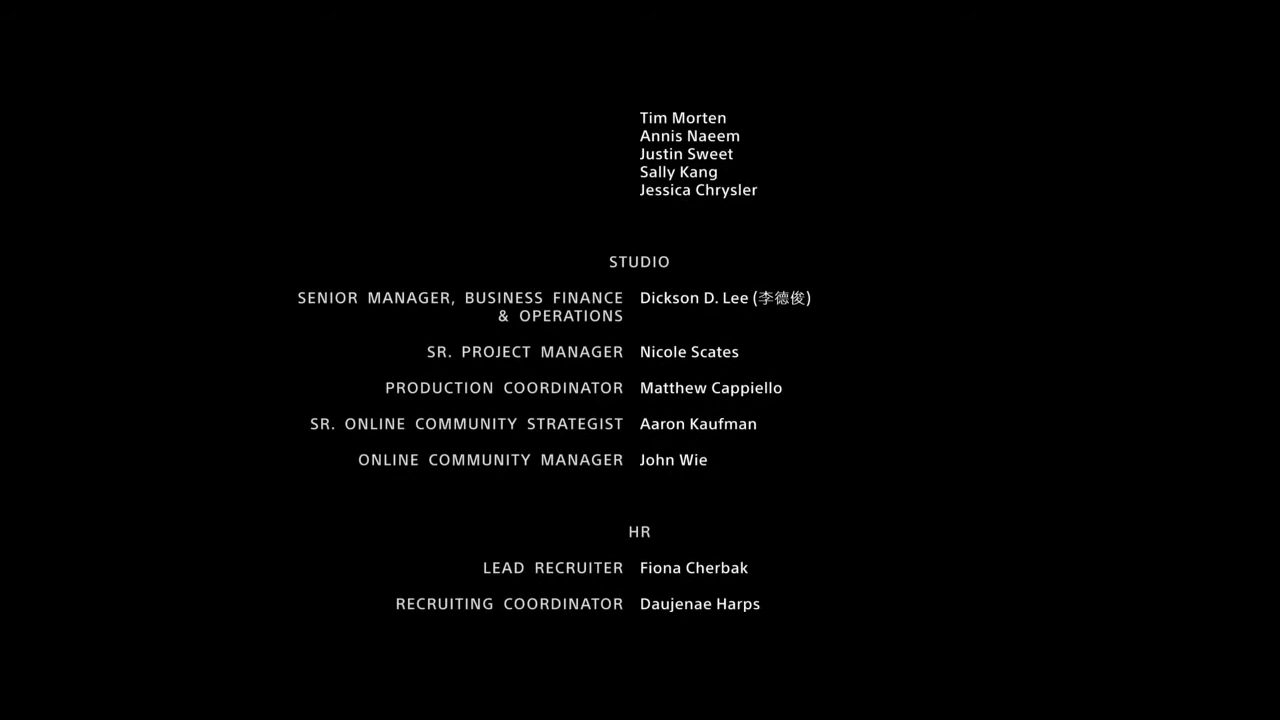 Tim Morten
Annis Naeem
Justin Sweet
Sally Kang
Jessica Chrysler
STUDIO
SENIOR MANAGER, BUSINESS FINANCE Dickson D. Lee (李德俊)
& OPERATIONS
SR. PROJECT MANAGER Nicole Scates
PRODUCTION COORDINATOR Matthew Cappiello
SR. ONLINE COMMUNITY STRATEGIST Aaron Kaufman
ONLINE COMMUNITY MANAGER John Wie
HR
LEAD RECRUITER Fiona Cherbak
RECRUITING COORDINATOR Daujenae Harps